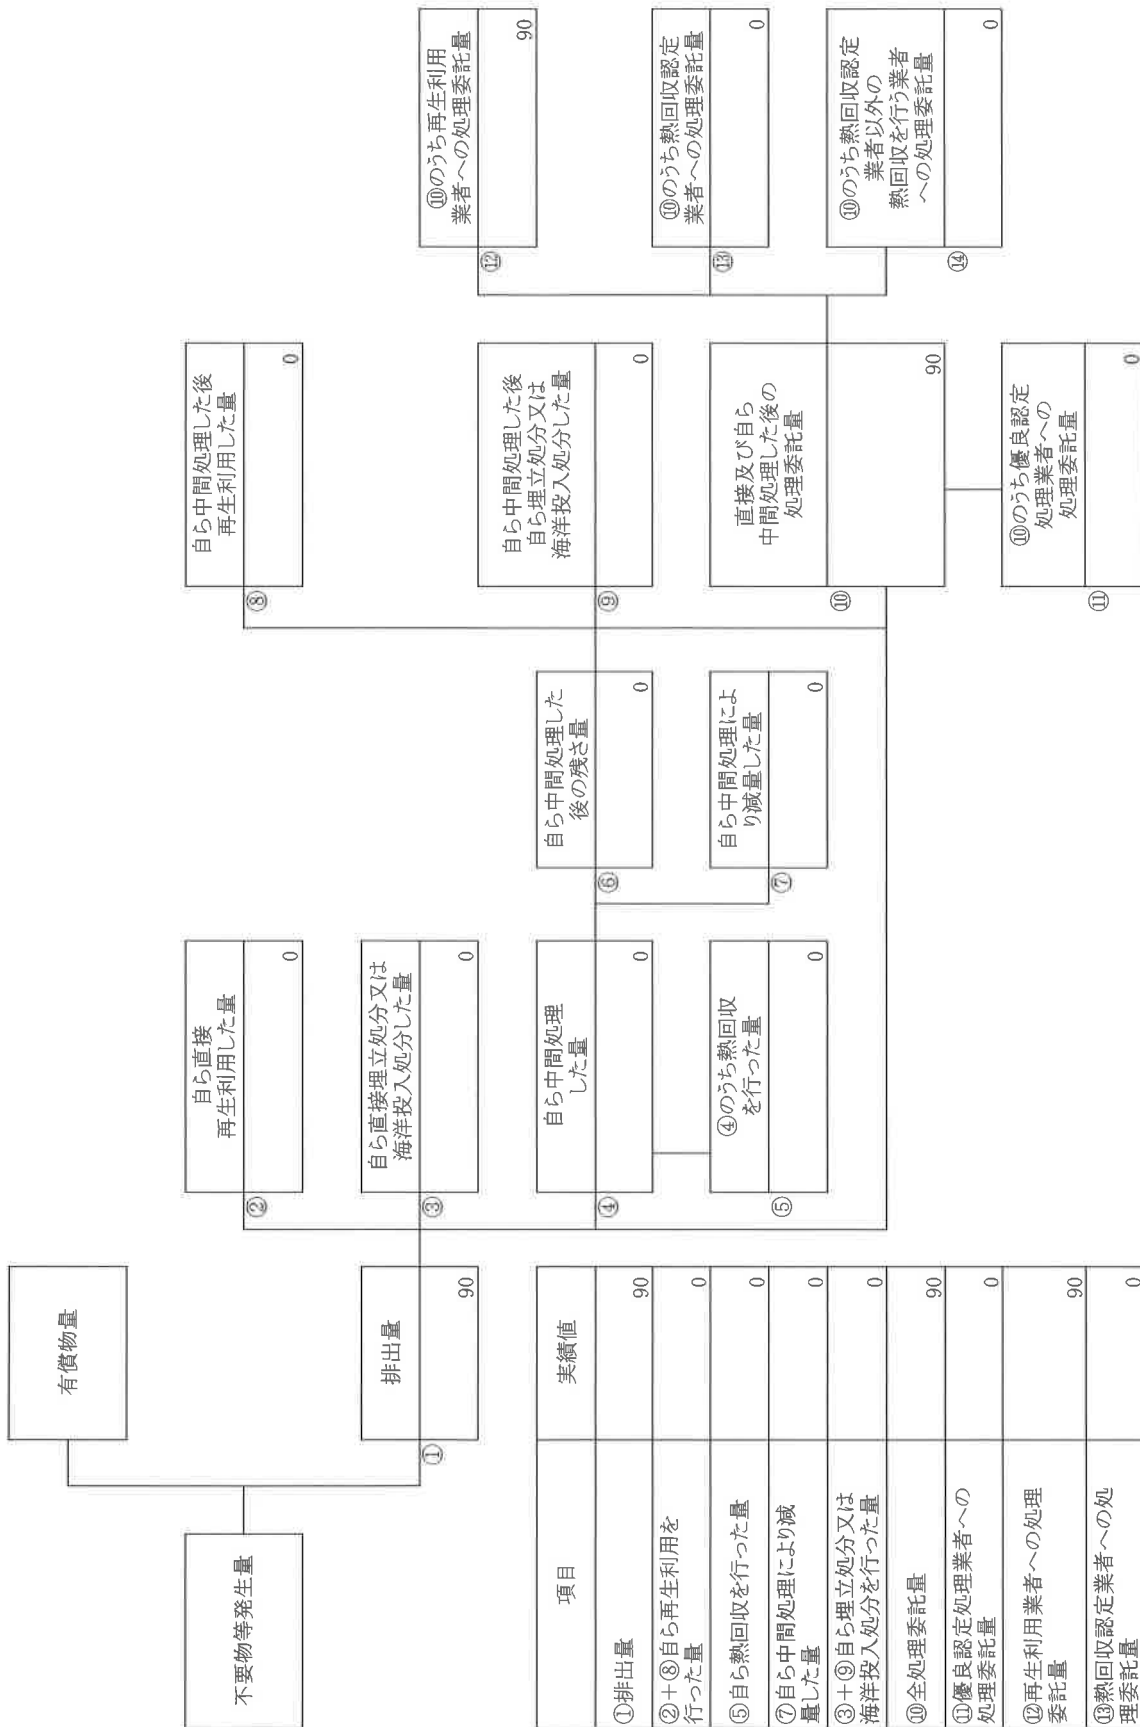 有償物量
不要物等発生量
排出量
①
90
自ら直接
再生利用した量
②
0
自ら直接埋立処分又は
海洋投入処分した量
③
0
自ら中間処理
した量
④
0
④のうち熱回収
を行った量
⑤
0
自ら中間処理した
後の残さ量
⑥
0
自ら中間処理によ
り減量した量
⑦
0
自ら中間処理した後
再生利用した量
⑧
0
自ら中間処理した後
自ら埋立処分又は
海洋投入処分した量
⑨
0
直接及び自ら
中間処理した後の
処理委託量
⑩
90
⑩のうち優良認定
処理業者への
処理委託量
⑪
0
⑩のうち再生利用
業者への処理委託量
⑫
90
⑩のうち熱回収認定
業者への処理委託量
⑬
0
⑩のうち熱回収認定
業者以外の
熱回収を行う業者
への処理委託量
⑭
0
項目 実績値
①排出量 90
②+⑧自ら再生利用を
行った量 0
⑤自ら熱回収を行った量 0
⑦自ら中間処理により減
量した量 0
③+⑨自ら埋立処分又は
海洋投入処分を行った量 0
⑩全処理委託量 90
⑪優良認定処理業者への
処理委託量 0
⑫再生利用業者への処理
委託量 90
⑬熱回収認定業者への処
理委託量 0